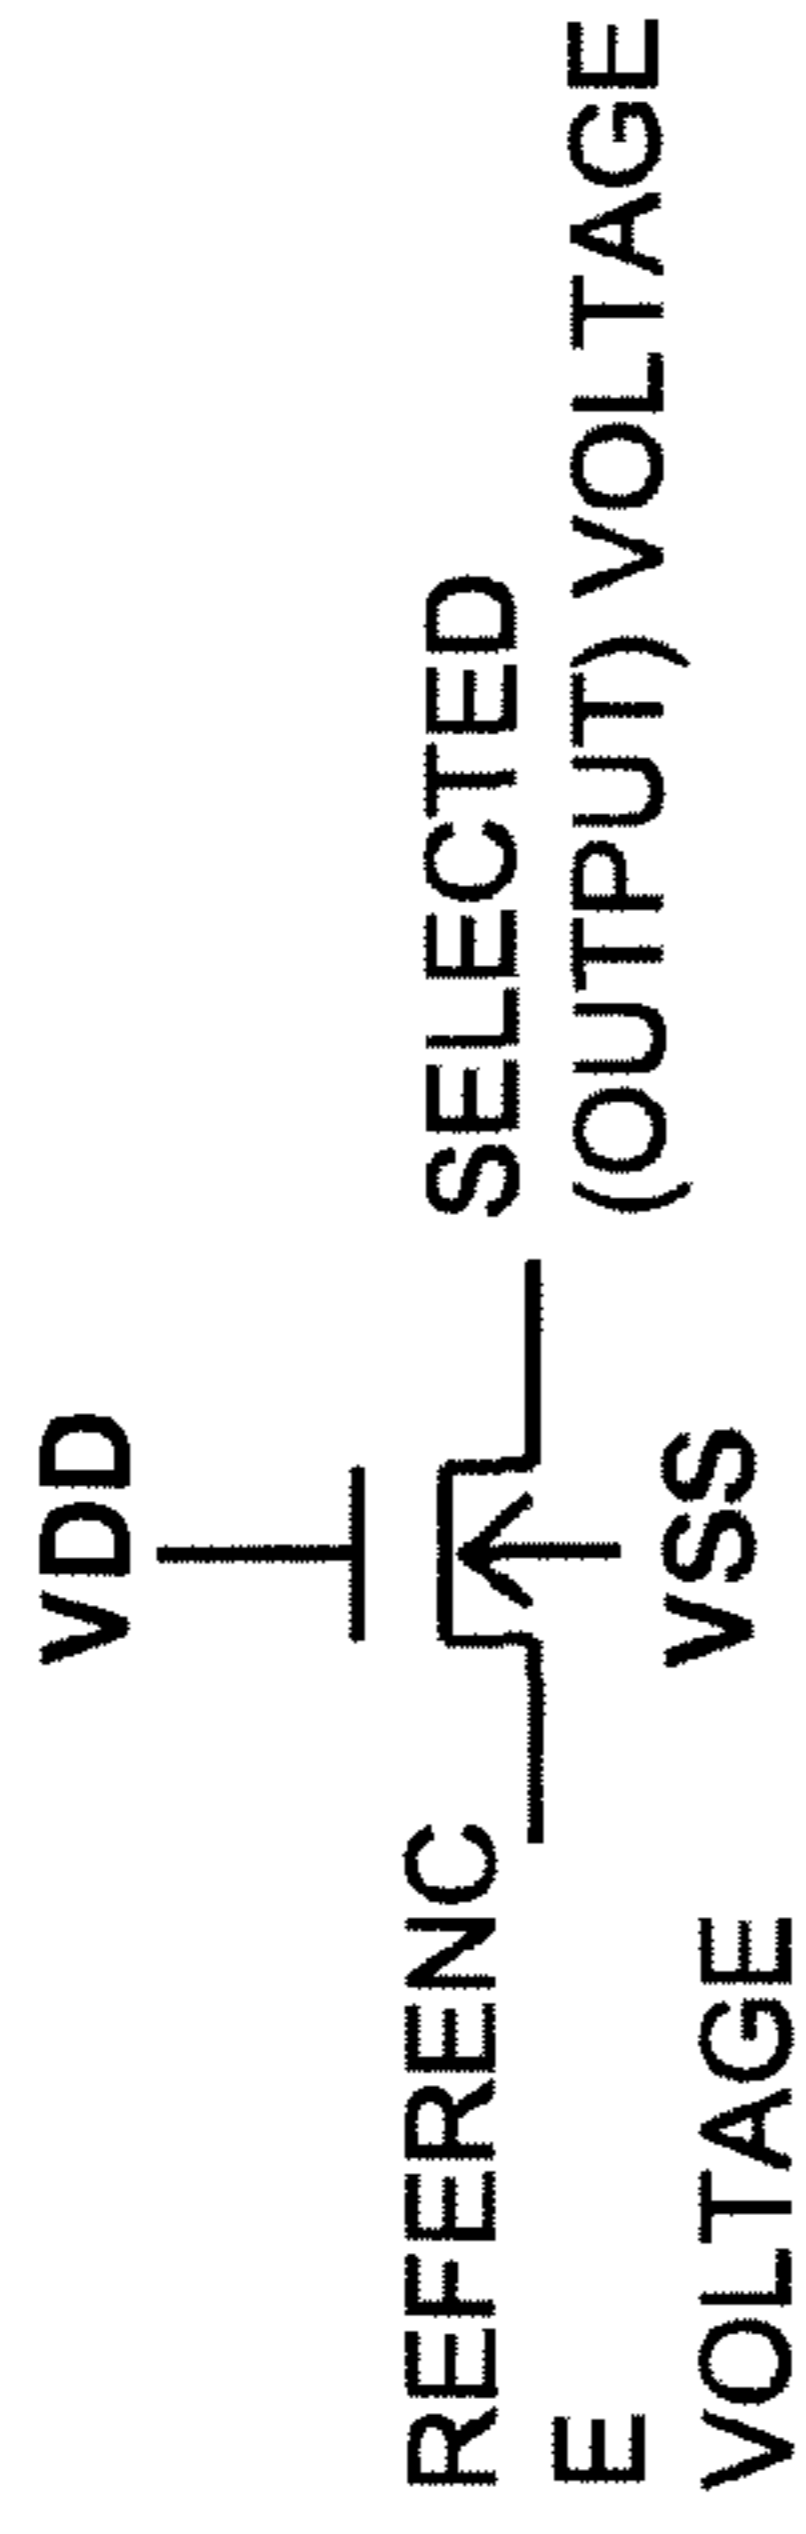 VDD
SELECTED
(OUTPUT) VOLTAGE
REFERENC
E
VOLTAGE
VSS